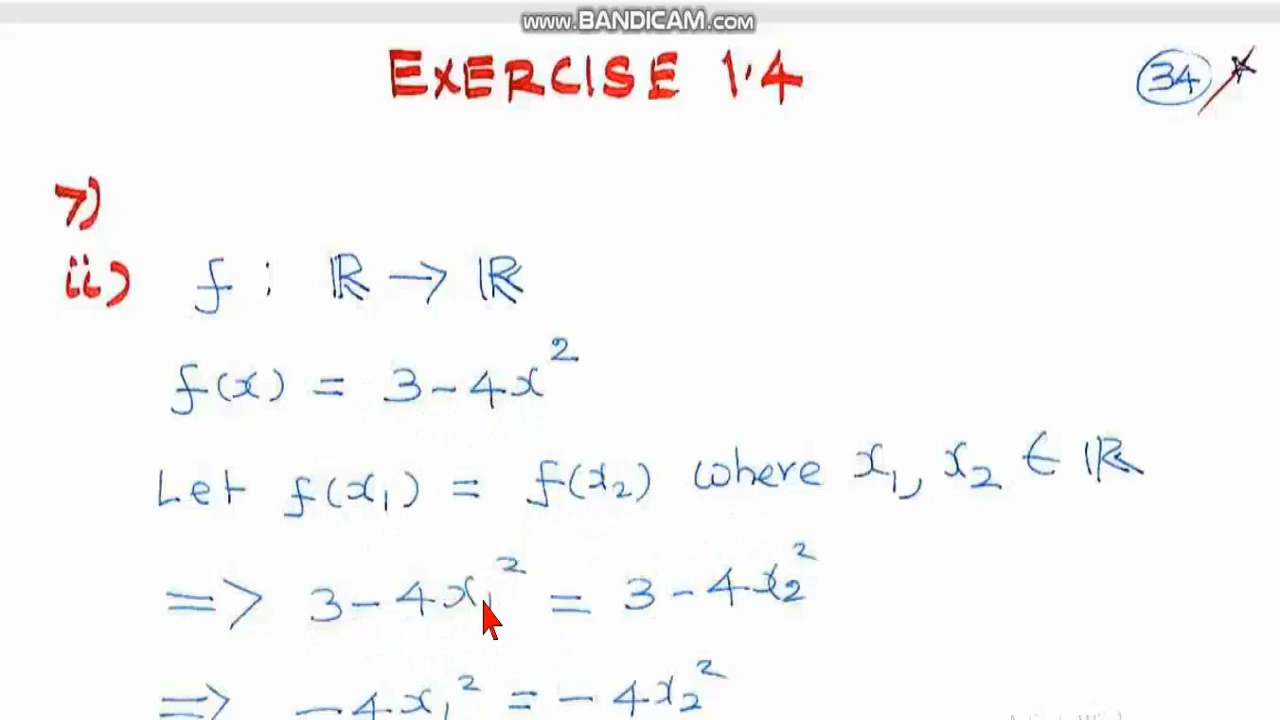 www.BANDICAM.com
EXERCISE 1.4
34
7)
ii) f : ℝ → ℝ
f(x) = 3 - 4x²
Let f(x₁) = f(x₂) where x₁, x₂ ∈ ℝ
=> 3 - 4x₁² = 3 - 4x₂²
=> -4x₁² = -4x₂²